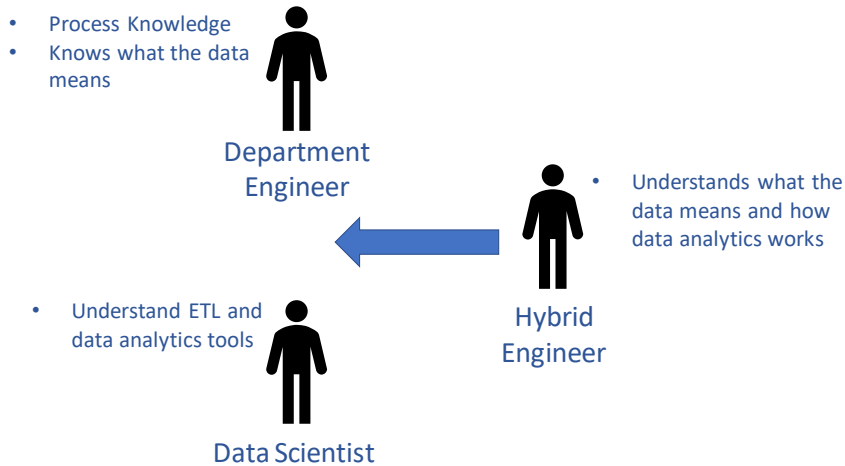 • Process Knowledge
• Knows what the data
means
Department
Engineer
• Understands what the
data means and how
data analytics works
Hybrid
Engineer
• Understand ETL and
data analytics tools
Data Scientist